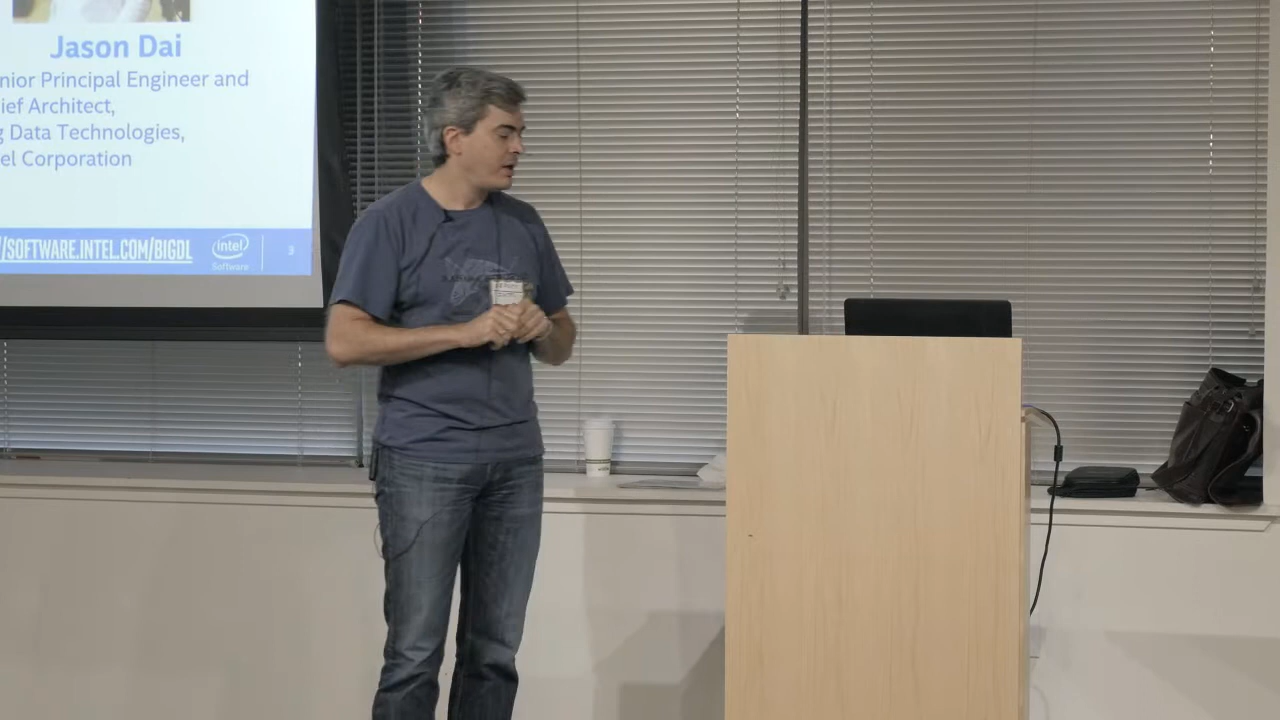 Jason Dai
nior Principal Engineer and
ief Architect,
g Data Technologies,
el Corporation
//SOFTWARE.INTEL.COM/BIGDL
intel
Software
3